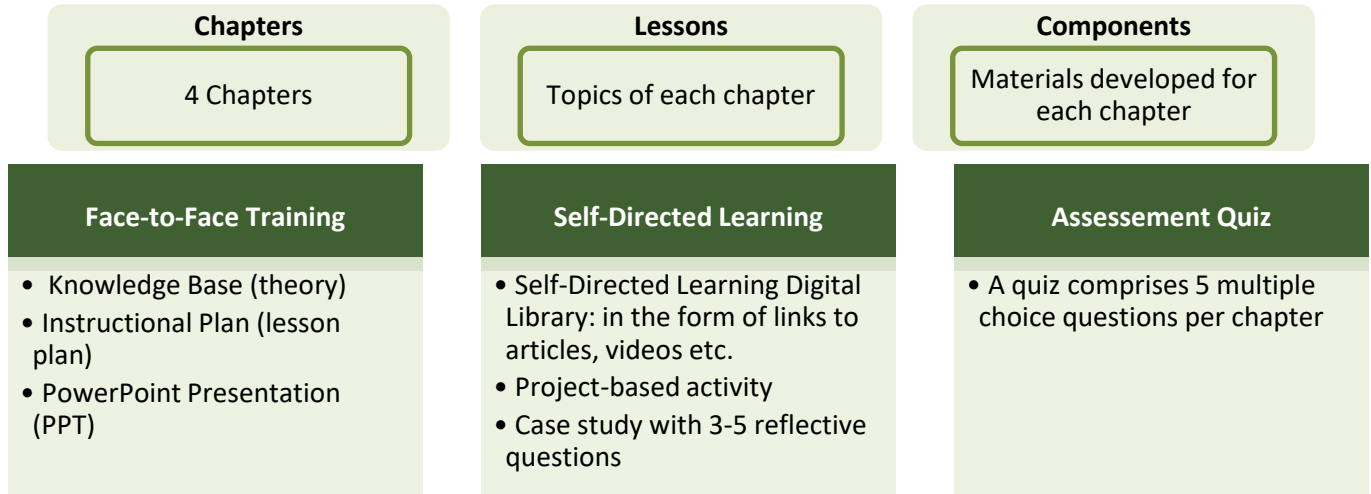 Chapters
4 Chapters
Lessons
Topics of each chapter
Components
Materials developed for
each chapter
Face-to-Face Training
• Knowledge Base (theory)
• Instructional Plan (lesson
plan)
• PowerPoint Presentation
(PPT)
Self-Directed Learning
• Self-Directed Learning Digital
Library: in the form of links to
articles, videos etc.
• Project-based activity
• Case study with 3-5 reflective
questions
Assessement Quiz
• A quiz comprises 5 multiple
choice questions per chapter